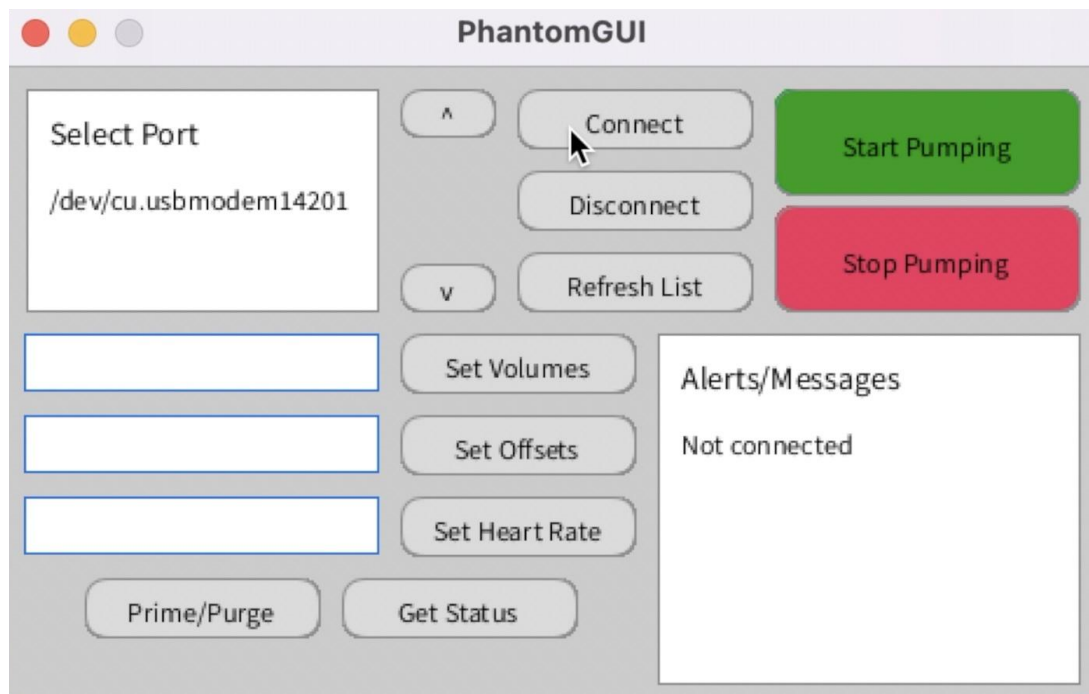 PhantomGUI
Select Port
/dev/cu.usbmodem14201
^
v
Connect
Disconnect
Refresh List
Start Pumping
Stop Pumping
Set Volumes
Set Offsets
Set Heart Rate
Prime/Purge
Get Status
Alerts/Messages
Not connected